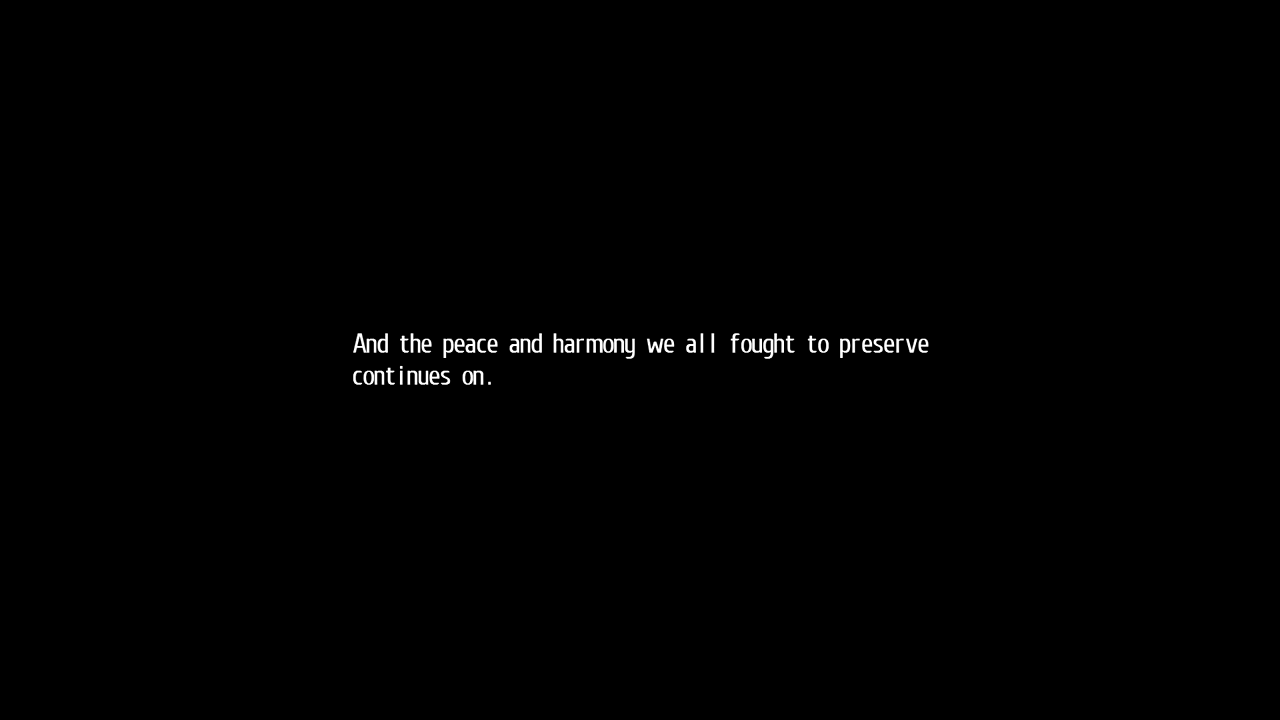 And the peace and harmony we all fought to preserve
continues on.